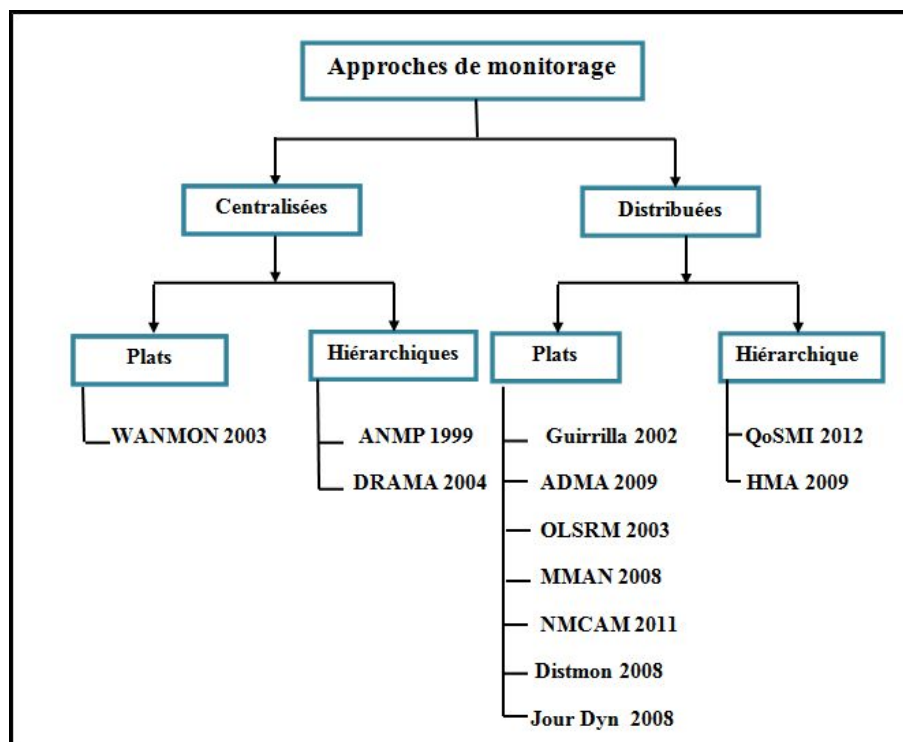 Approches de monitorage
Centralisées
Distribuées
Plats
Hiérarchiques
Plats
Hiérarchique
WANMON 2003
ANMP 1999
DRAMA 2004
Guirrilla 2002
ADMA 2009
OLSRM 2003
MMAN 2008
NMCAM 2011
Distmon 2008
Jour Dyn 2008
QoSMI 2012
HMA 2009